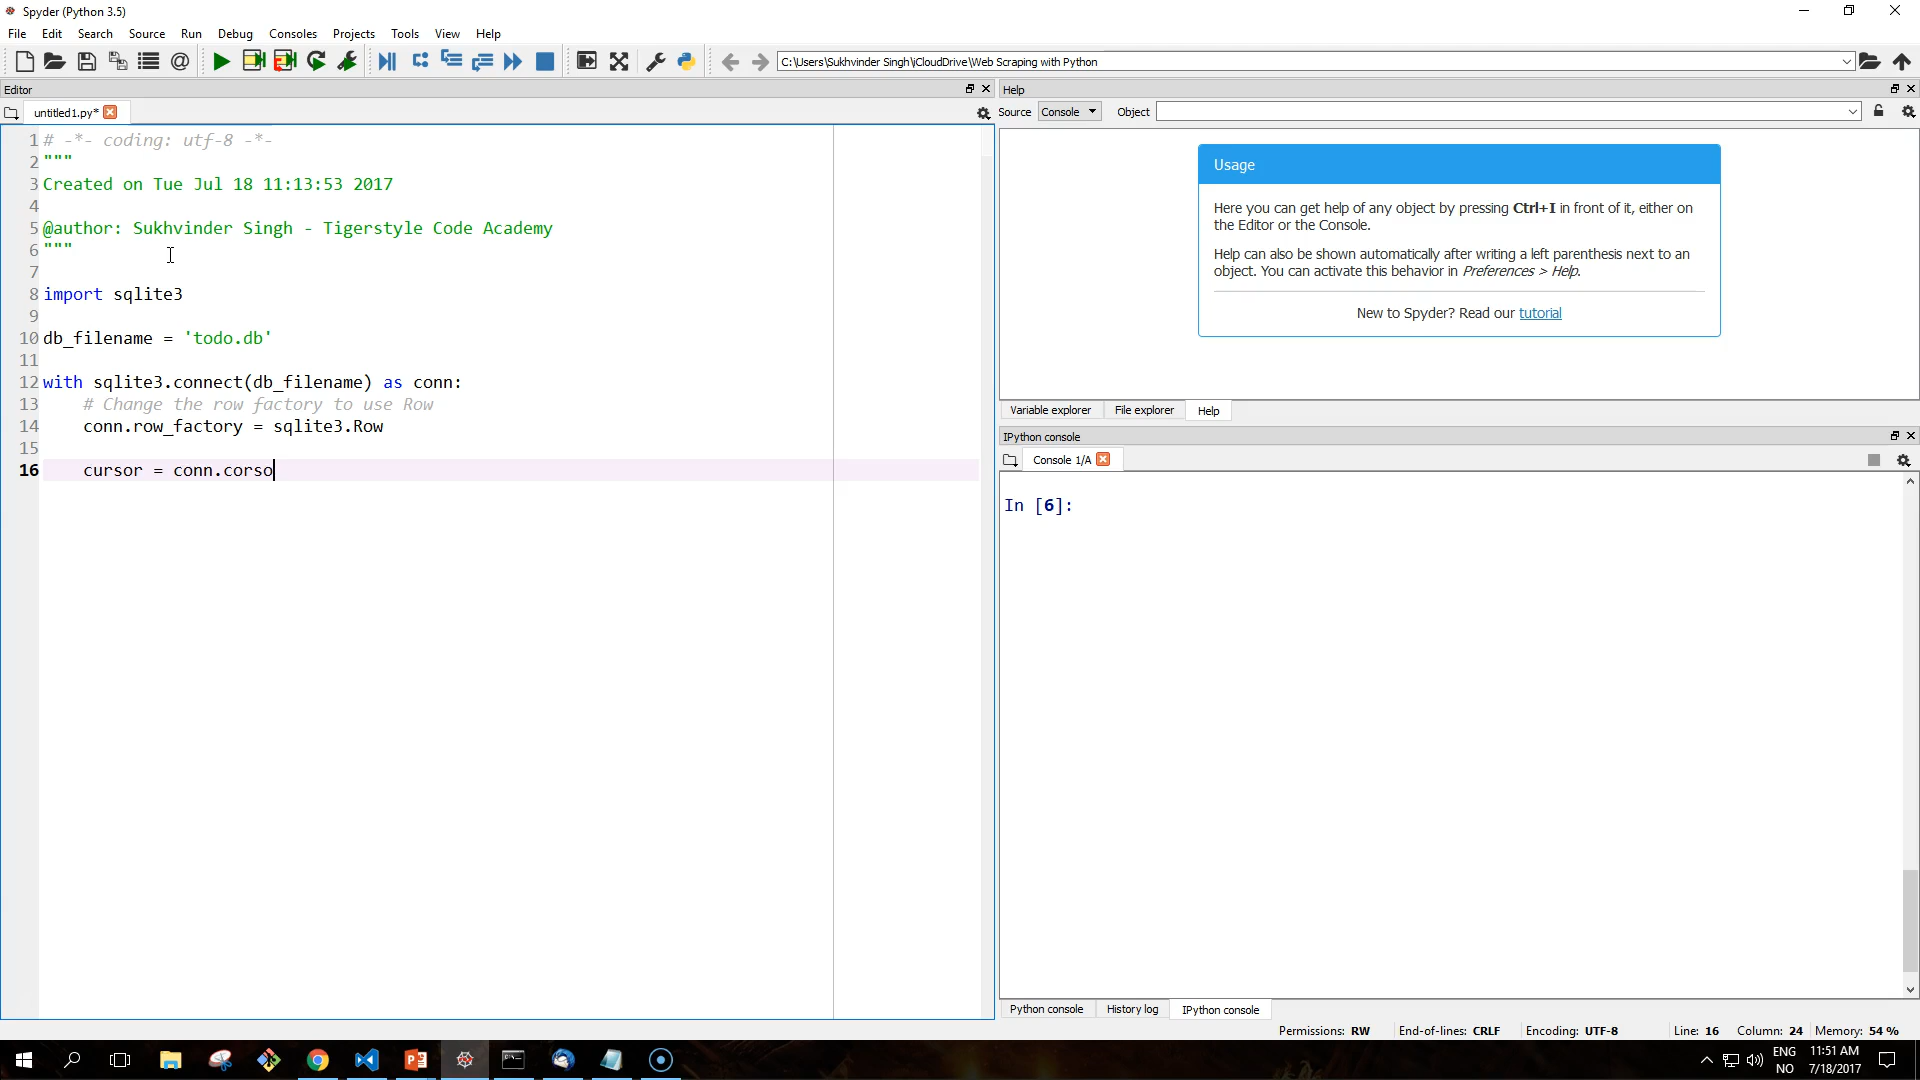 Spyder (Python 3.5)
File Edit Search Source Run Debug Consoles Projects Tools View Help
C:\Users\Sukhvinder Singh\iCloudDrive\Web Scraping with Python
Editor
untitled1.py*
1 # -*- coding: utf-8 -*-
2 """
3 Created on Tue Jul 18 11:13:53 2017
4
5 @author: Sukhvinder Singh - Tigerstyle Code Academy
6 """
7
8 import sqlite3
9
10 db_filename = 'todo.db'
11
12 with sqlite3.connect(db_filename) as conn:
13     # Change the row factory to use Row
14     conn.row_factory = sqlite3.Row
15
16     cursor = conn.corso
Help
Source Console Object
Usage
Here you can get help of any object by pressing Ctrl+I in front of it, either on
the Editor or the Console.
Help can also be shown automatically after writing a left parenthesis next to an
object. You can activate this behavior in Preferences > Help.
New to Spyder? Read our tutorial
Variable explorer File explorer Help
IPython console
Console 1/A
In [6]:
Python console History log IPython console
Permissions: RW End-of-lines: CRLF Encoding: UTF-8 Line: 16 Column: 24 Memory: 54 %
ENG 11:51 AM
NO 7/18/2017